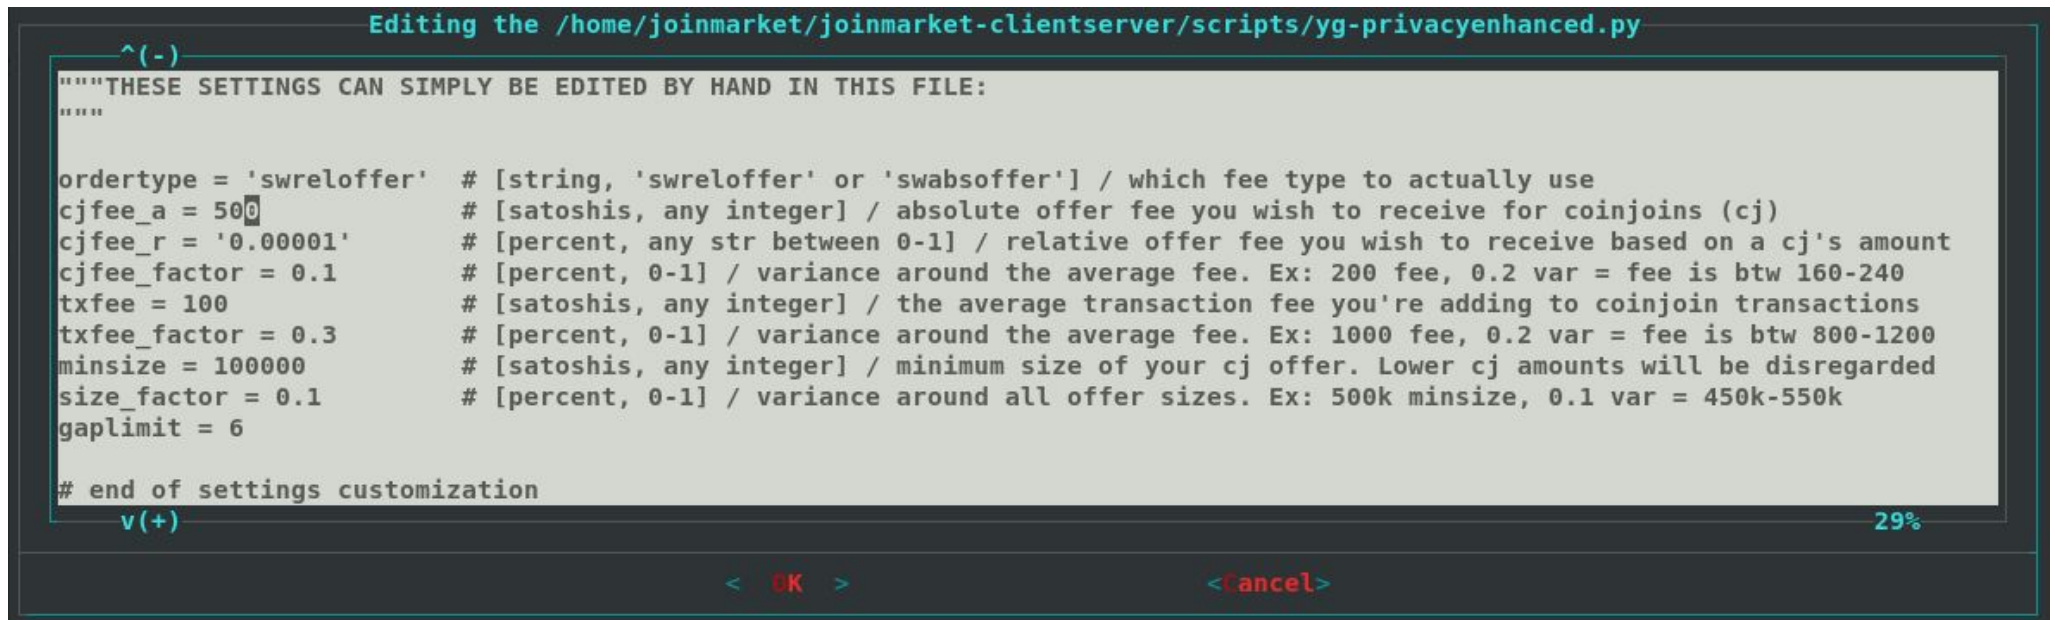 Editing the /home/joinmarket/joinmarket-clientserver/scripts/yg-privacyenhanced.py
^(-)
"""THESE SETTINGS CAN SIMPLY BE EDITED BY HAND IN THIS FILE:
"""
ordertype = 'swreloffer'  # [string, 'swreloffer' or 'swabsoffer'] / which fee type to actually use
cjfee_a = 500             # [satoshis, any integer] / absolute offer fee you wish to receive for coinjoins (cj)
cjfee_r = '0.00001'       # [percent, any str between 0-1] / relative offer fee you wish to receive based on a cj's amount
cjfee_factor = 0.1        # [percent, 0-1] / variance around the average fee. Ex: 200 fee, 0.2 var = fee is btw 160-240
txfee = 100               # [satoshis, any integer] / the average transaction fee you're adding to coinjoin transactions
txfee_factor = 0.3        # [percent, 0-1] / variance around the average fee. Ex: 1000 fee, 0.2 var = fee is btw 800-1200
minsize = 100000          # [satoshis, any integer] / minimum size of your cj offer. Lower cj amounts will be disregarded
size_factor = 0.1         # [percent, 0-1] / variance around all offer sizes. Ex: 500k minsize, 0.1 var = 450k-550k
gaplimit = 6
# end of settings customization
v(+) 29%
<  OK  > <Cancel>